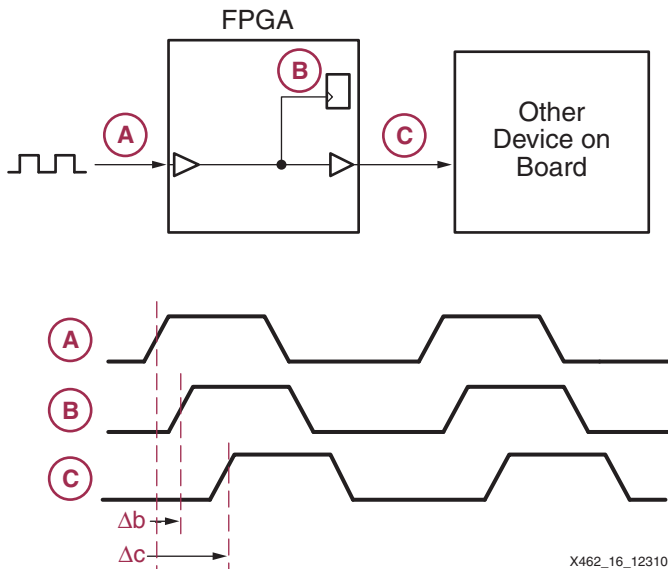 FPGA
B
A
C
Other
Device on
Board
A
B
C
Δb
Δc
X462_16_12310